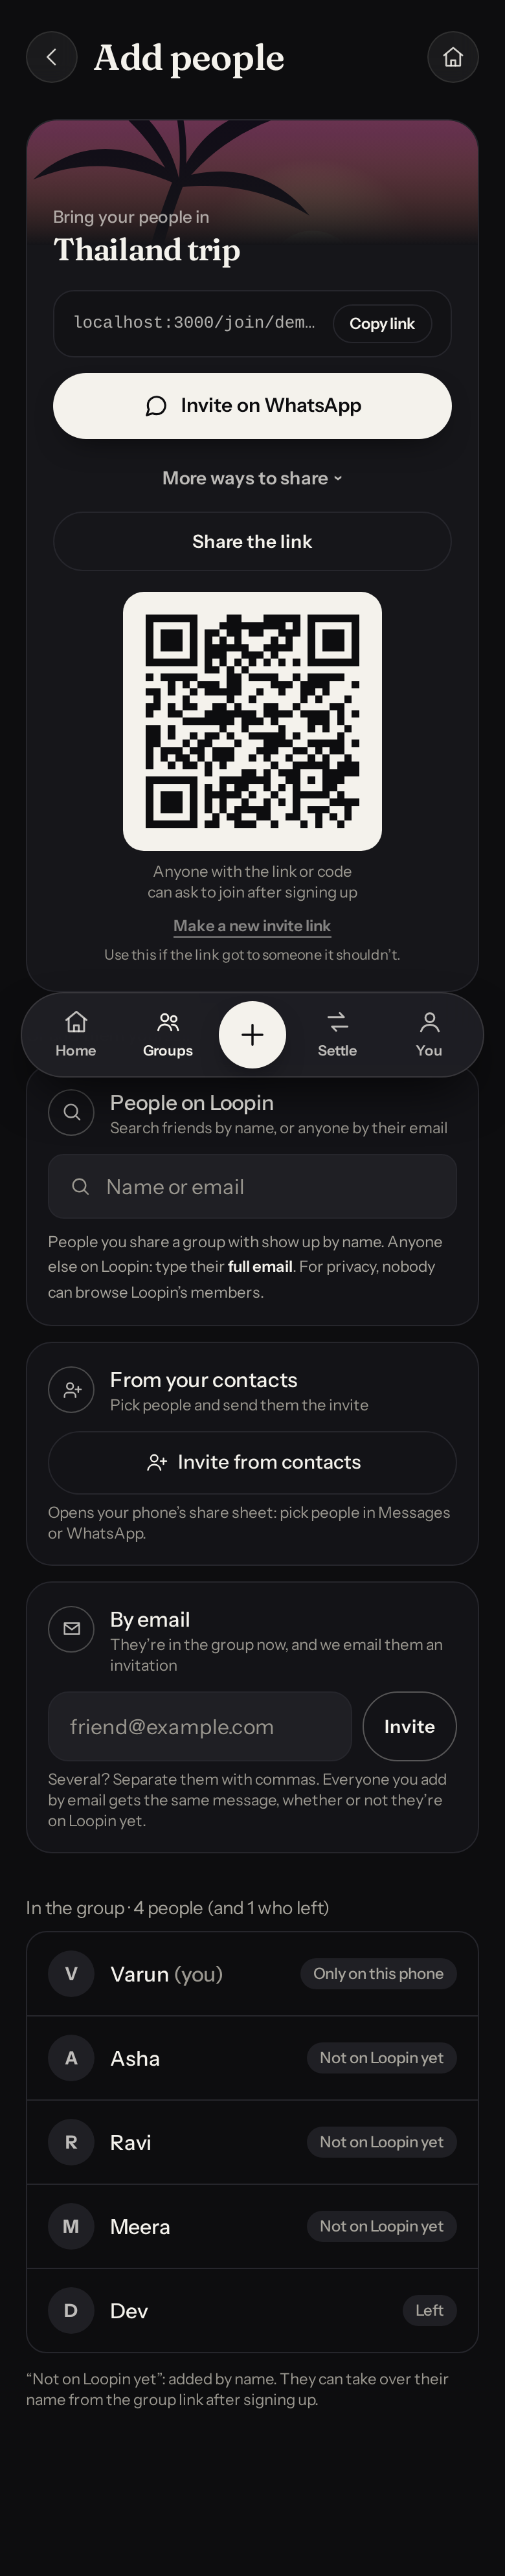 Add people
Bring your people in
Thailand trip
localhost:3000/join/dem…
Copy link
Invite on WhatsApp
More ways to share
Share the link
Anyone with the link or code
can ask to join after signing up
Make a new invite link
Use this if the link got to someone it shouldn’t.
Home
Groups
Settle
You
People on Loopin
Search friends by name, or anyone by their email
Name or email
People you share a group with show up by name. Anyone
else on Loopin: type their full email. For privacy, nobody
can browse Loopin’s members.
From your contacts
Pick people and send them the invite
Invite from contacts
Opens your phone’s share sheet: pick people in Messages
or WhatsApp.
By email
They’re in the group now, and we email them an
invitation
friend@example.com
Invite
Several? Separate them with commas. Everyone you add
by email gets the same message, whether or not they’re
on Loopin yet.
In the group · 4 people (and 1 who left)
V
Varun (you)
Only on this phone
A
Asha
Not on Loopin yet
R
Ravi
Not on Loopin yet
M
Meera
Not on Loopin yet
D
Dev
Left
“Not on Loopin yet”: added by name. They can take over their
name from the group link after signing up.